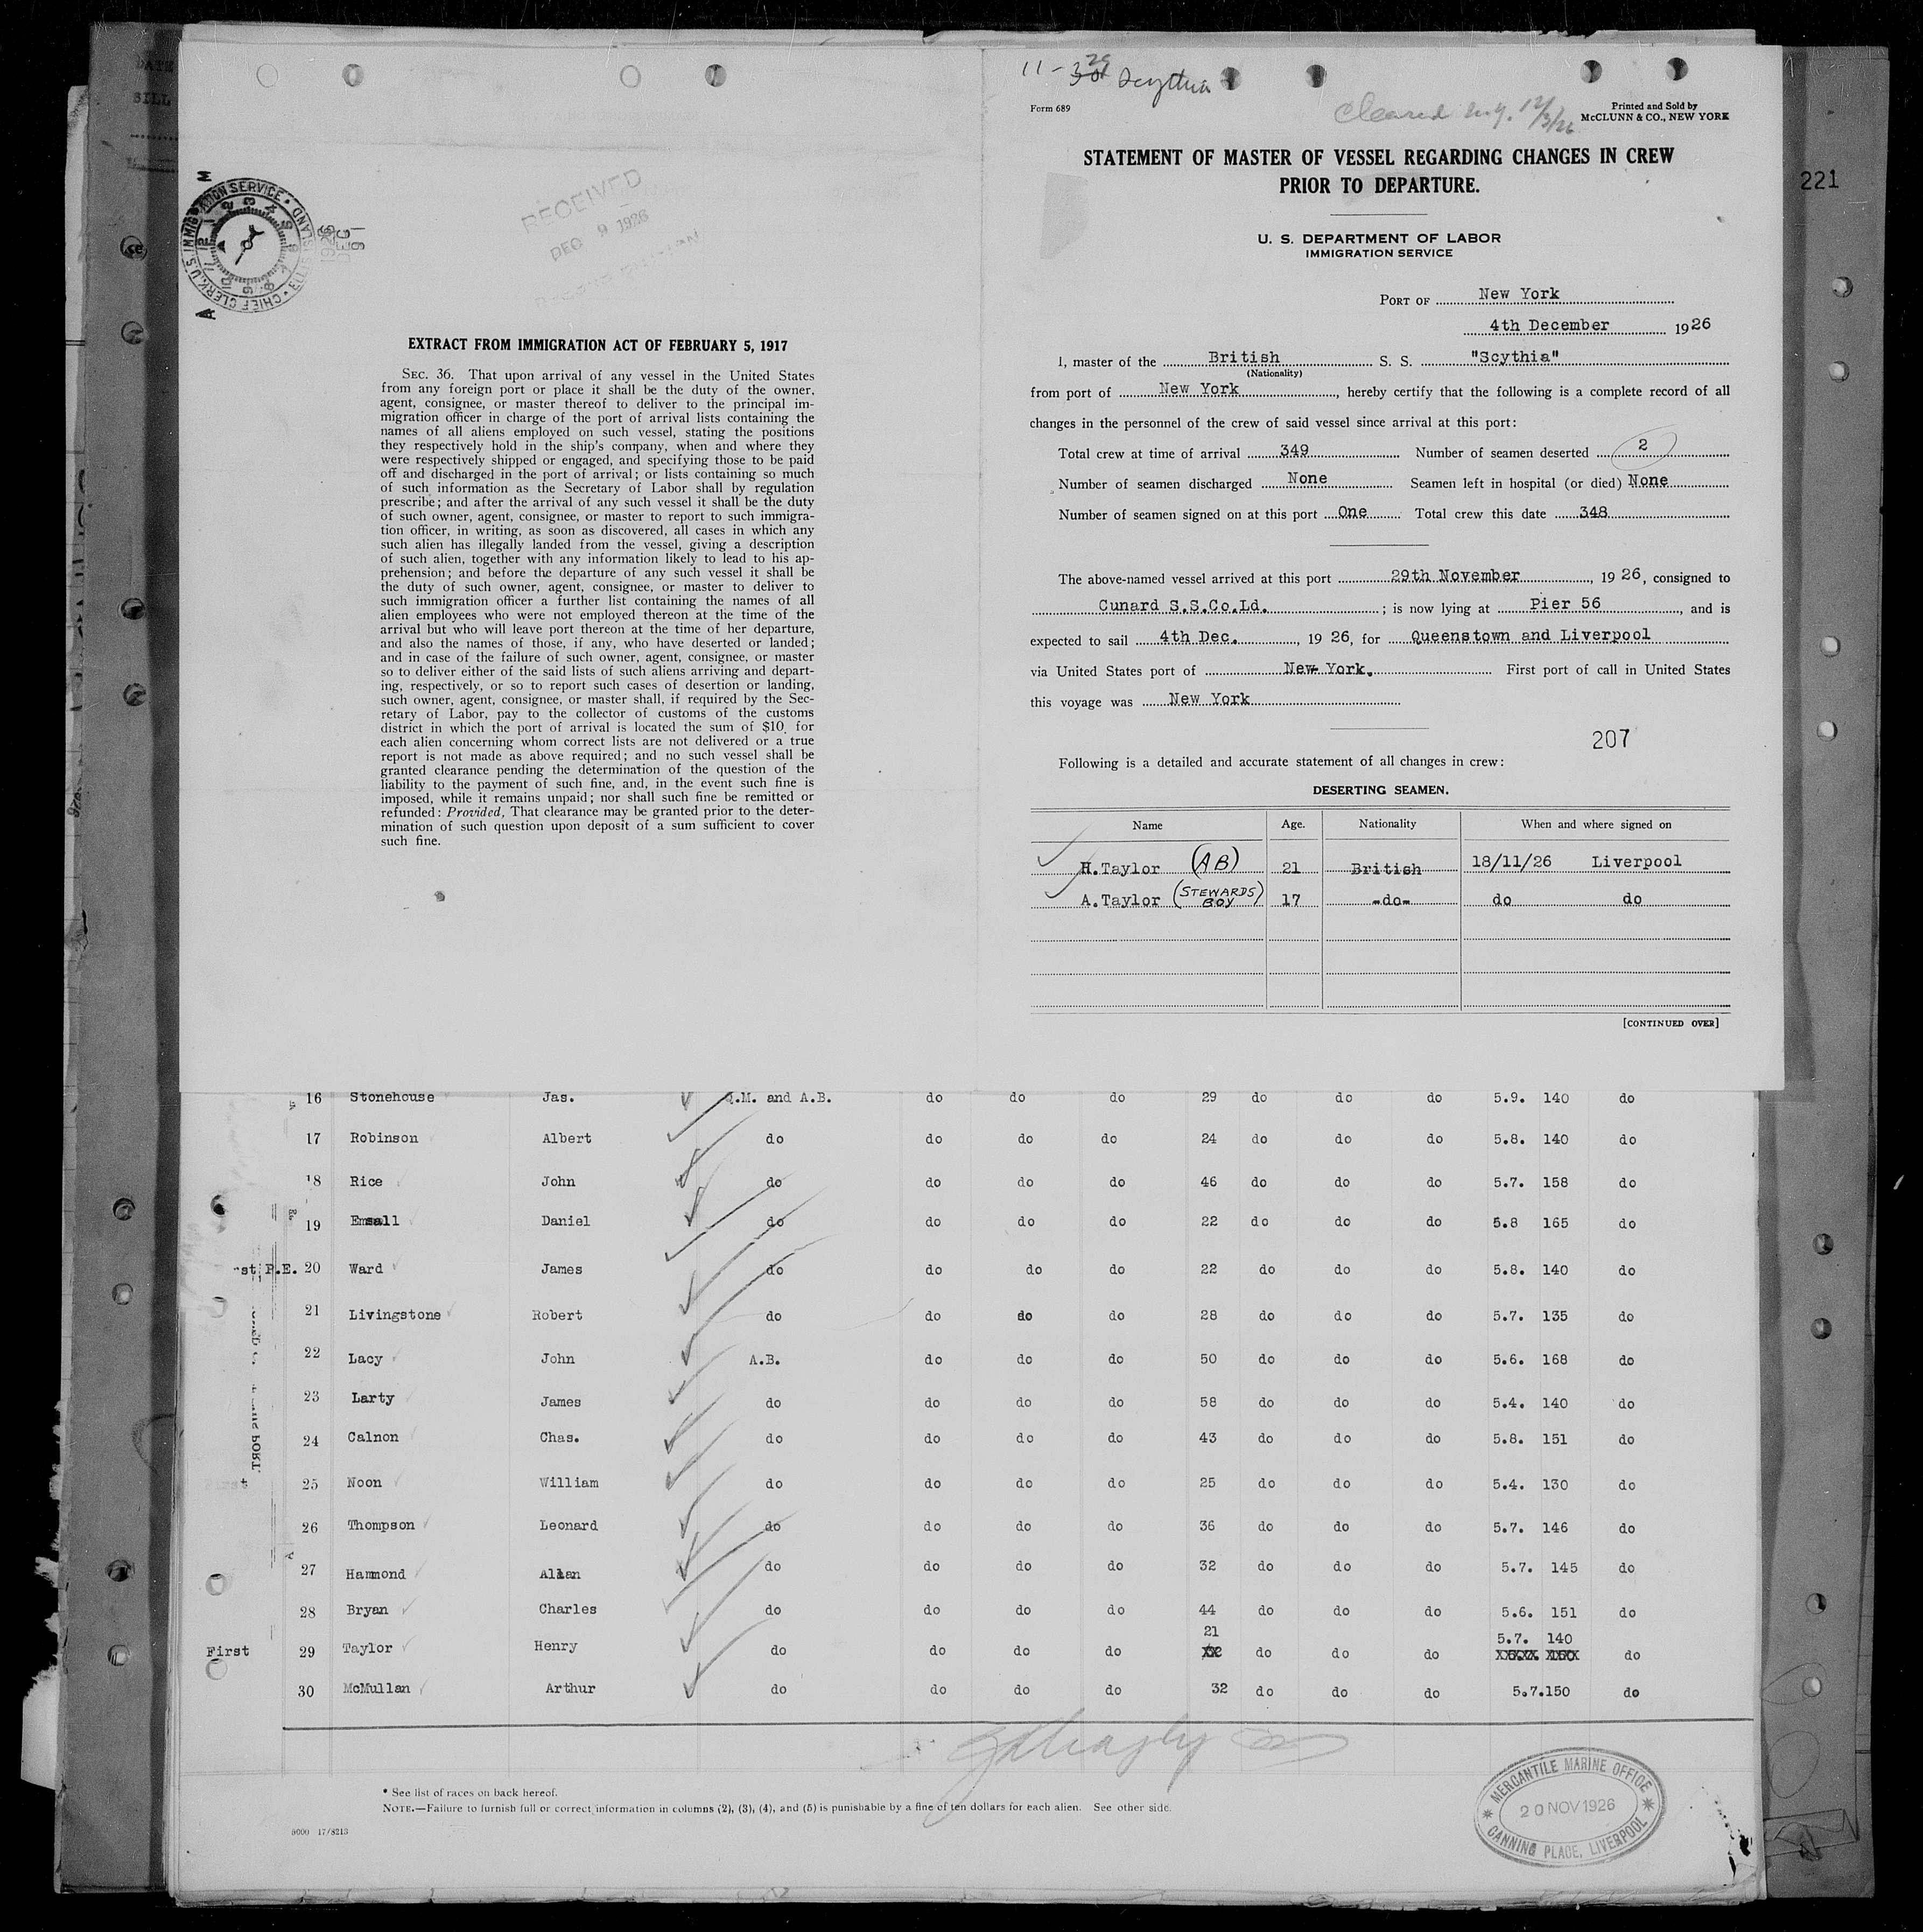 221
U.S. IMMIGRATION SERVICE · CHIEF CLERK · ELLIS ISLAND
1926
DEC
RECEIVED
DEC 9 1926
EXTRACT FROM IMMIGRATION ACT OF FEBRUARY 5, 1917
SEC. 36. That upon arrival of any vessel in the United States
from any foreign port or place it shall be the duty of the owner,
agent, consignee, or master thereof to deliver to the principal im-
migration officer in charge of the port of arrival lists containing the
names of all aliens employed on such vessel, stating the positions
they respectively hold in the ship's company, when and where they
were respectively shipped or engaged, and specifying those to be paid
off and discharged in the port of arrival; or lists containing so much
of such information as the Secretary of Labor shall by regulation
prescribe; and after the arrival of any such vessel it shall be the duty
of such owner, agent, consignee, or master to report to such immigra-
tion officer, in writing, as soon as discovered, all cases in which any
such alien has illegally landed from the vessel, giving a description
of such alien, together with any information likely to lead to his ap-
prehension; and before the departure of any such vessel it shall be
the duty of such owner, agent, consignee, or master to deliver to
such immigration officer a further list containing the names of all
alien employees who were not employed thereon at the time of the
arrival but who will leave port thereon at the time of her departure,
and also the names of those, if any, who have deserted or landed;
and in case of the failure of such owner, agent, consignee, or master
so to deliver either of the said lists of such aliens arriving and depart-
ing, respectively, or so to report such cases of desertion or landing,
such owner, agent, consignee, or master shall, if required by the Sec-
retary of Labor, pay to the collector of customs of the customs
district in which the port of arrival is located the sum of $10 for
each alien concerning whom correct lists are not delivered or a true
report is not made as above required; and no such vessel shall be
granted clearance pending the determination of the question of the
liability to the payment of such fine, and, in the event such fine is
imposed, while it remains unpaid; nor shall such fine be remitted or
refunded: Provided, That clearance may be granted prior to the deter-
mination of such question upon deposit of a sum sufficient to cover
such fine.
11 - 29 Scythia
Form 689
Cleared N.Y. 12/3/26
Printed and Sold by
McCLUNN & CO., NEW YORK
STATEMENT OF MASTER OF VESSEL REGARDING CHANGES IN CREW
PRIOR TO DEPARTURE.
U. S. DEPARTMENT OF LABOR
IMMIGRATION SERVICE
PORT OF New York
4th December 1926
I, master of the British S. S. "Scythia"
(Nationality)
from port of New York, hereby certify that the following is a complete record of all
changes in the personnel of the crew of said vessel since arrival at this port:
Total crew at time of arrival 349 Number of seamen deserted 2
Number of seamen discharged None Seamen left in hospital (or died) None
Number of seamen signed on at this port One Total crew this date 348
The above-named vessel arrived at this port 29th November, 1926, consigned to
Cunard S.S.Co.Ld. ; is now lying at Pier 56, and is
expected to sail 4th Dec., 1926, for Queenstown and Liverpool
via United States port of New York. First port of call in United States
this voyage was New York
207
Following is a detailed and accurate statement of all changes in crew:
DESERTING SEAMEN.
Name Age. Nationality When and where signed on
H.Taylor (AB) 21 British 18/11/26 Liverpool
A.Taylor (STEWARDS BOY) 17 -do- do do
[CONTINUED OVER]
16 Stonehouse Jas. Q.M. and A.B. do do do 29 do do do 5.9. 140 do
17 Robinson Albert do do do do 24 do do do 5.8. 140 do
18 Rice John do do do do 46 do do do 5.7. 158 do
19 Emsall Daniel do do do do 22 do do do 5.8 165 do
st P.E. 20 Ward James do do do do 22 do do do 5.8. 140 do
21 Livingstone Robert do do do do 28 do do do 5.7. 135 do
22 Lacy John A.B. do do do 50 do do do 5.6. 168 do
23 Larty James do do do do 58 do do do 5.4. 140 do
24 Calnon Chas. do do do do 43 do do do 5.8. 151 do
25 Noon William do do do do 25 do do do 5.4. 130 do
26 Thompson Leonard do do do do 36 do do do 5.7. 146 do
27 Hammond Allan do do do do 32 do do do 5.7. 145 do
28 Bryan Charles do do do do 44 do do do 5.6. 151 do
First 29 Taylor Henry do do do do 21 do do do 5.7. 140 do
30 McMullan Arthur do do do do 32 do do do 5.7.150 do
* See list of races on back hereof.
NOTE.—Failure to furnish full or correct information in columns (2), (3), (4), and (5) is punishable by a fine of ten dollars for each alien. See other side.
5000 17/8213
MERCANTILE MARINE OFFICE
20 NOV 1926
CANNING PLACE, LIVERPOOL